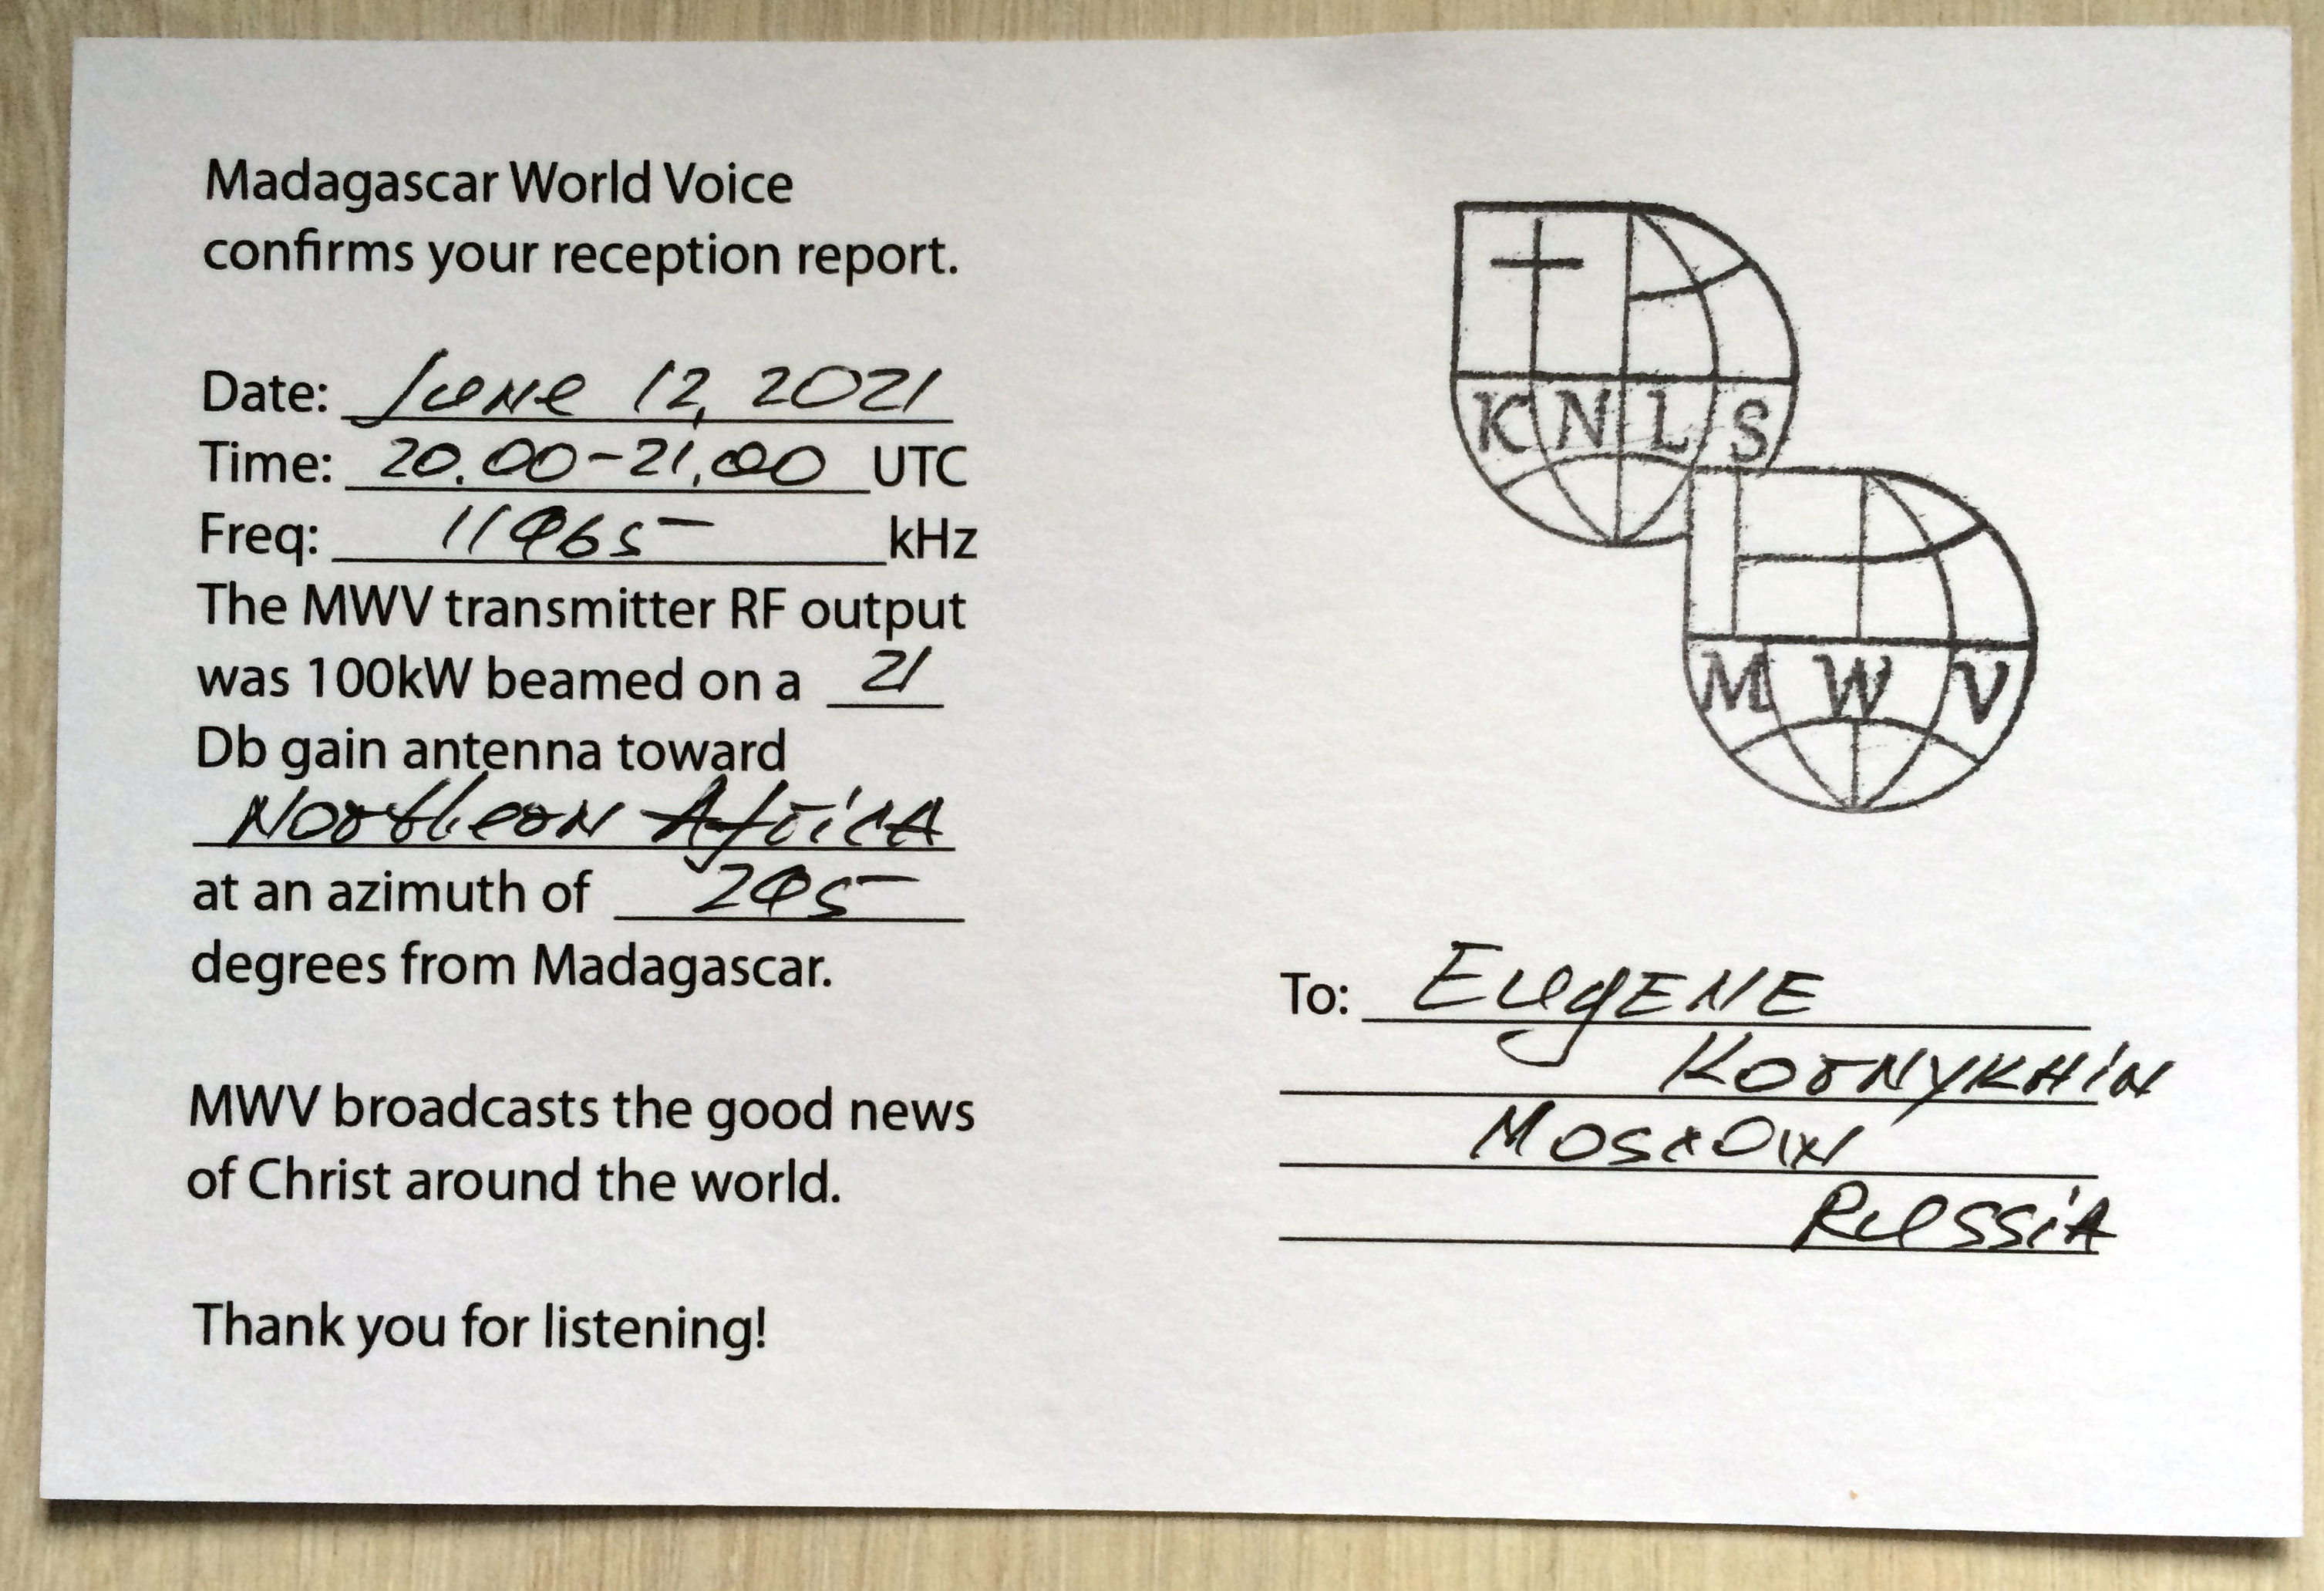 Madagascar World Voice
confirms your reception report.
Date: June 12, 2021
Time: 20.00-21.00 UTC
Freq: 11965 kHz
The MWV transmitter RF output
was 100kW beamed on a 21
Db gain antenna toward
Northern Africa
at an azimuth of 295
degrees from Madagascar.
MWV broadcasts the good news
of Christ around the world.
Thank you for listening!
KNLS
MWV
To: EUgENE
KorNYKHiN
Moscow
RUSSiA